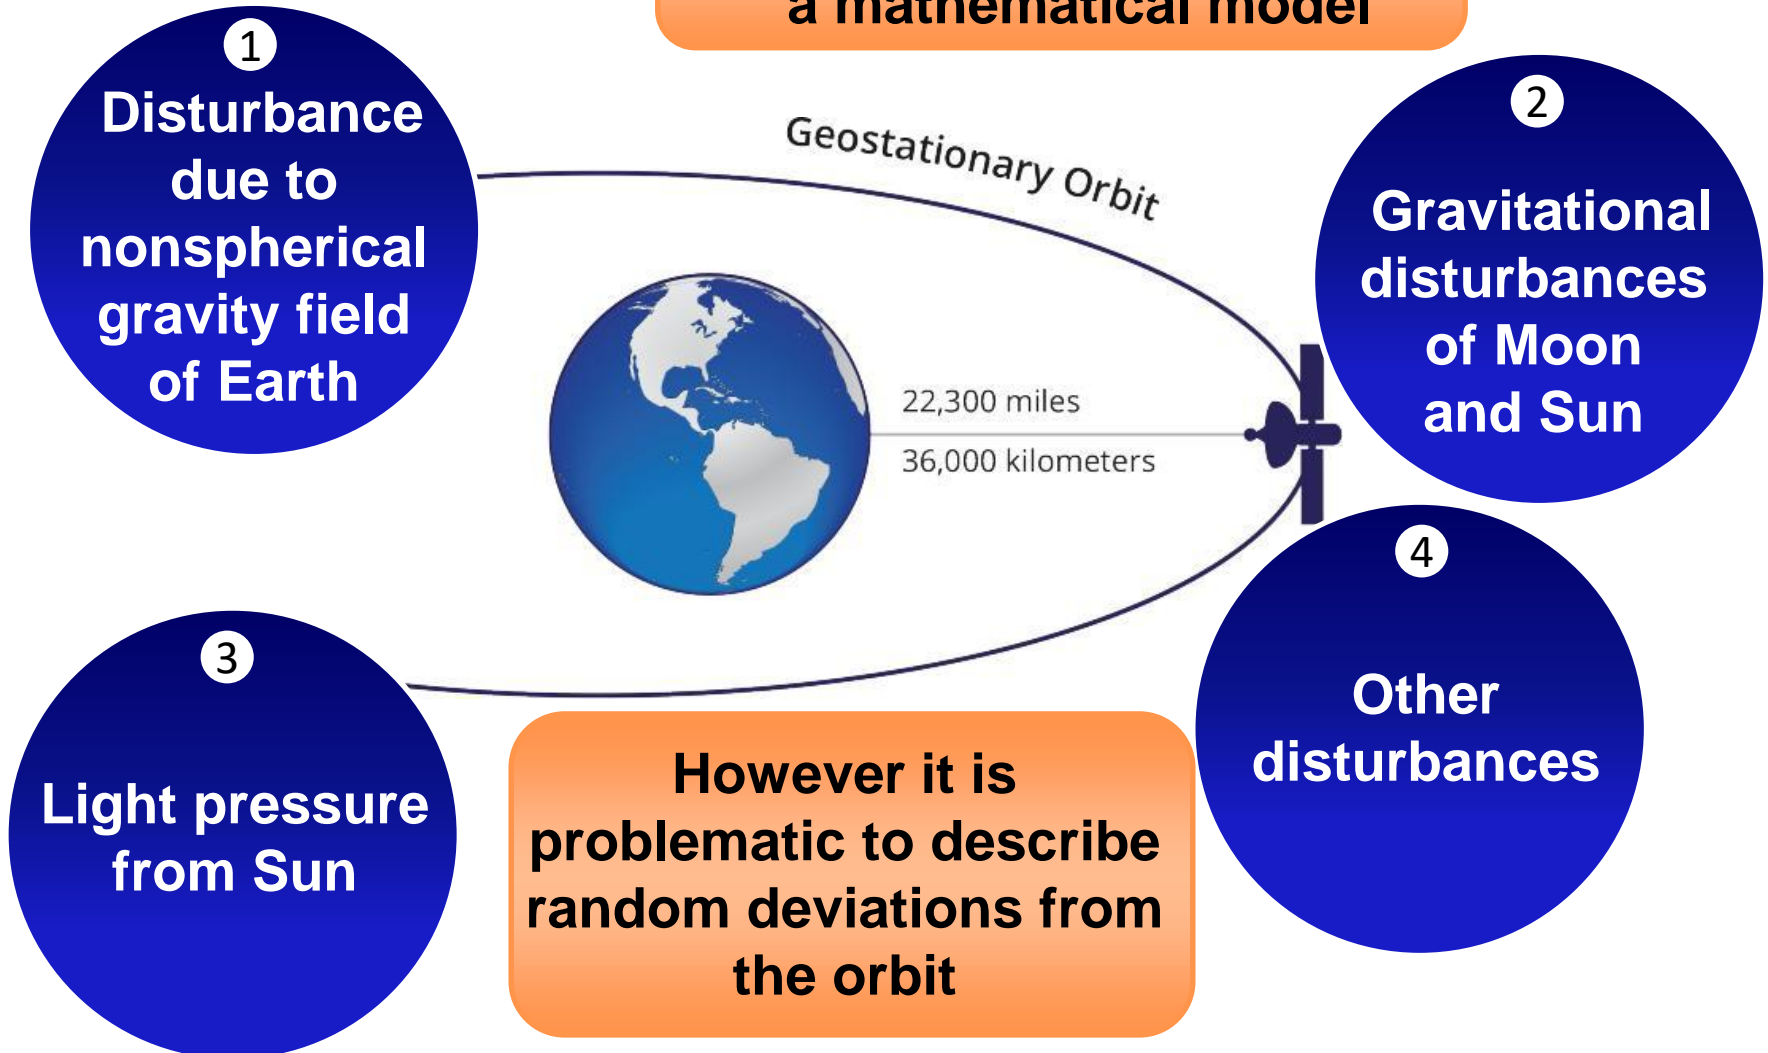 a mathematical model
1
Disturbance
due to
nonspherical
gravity field
of Earth
Geostationary Orbit
2
Gravitational
disturbances
of Moon
and Sun
22,300 miles
36,000 kilometers
3
Light pressure
from Sun
4
Other
disturbances
However it is
problematic to describe
random deviations from
the orbit